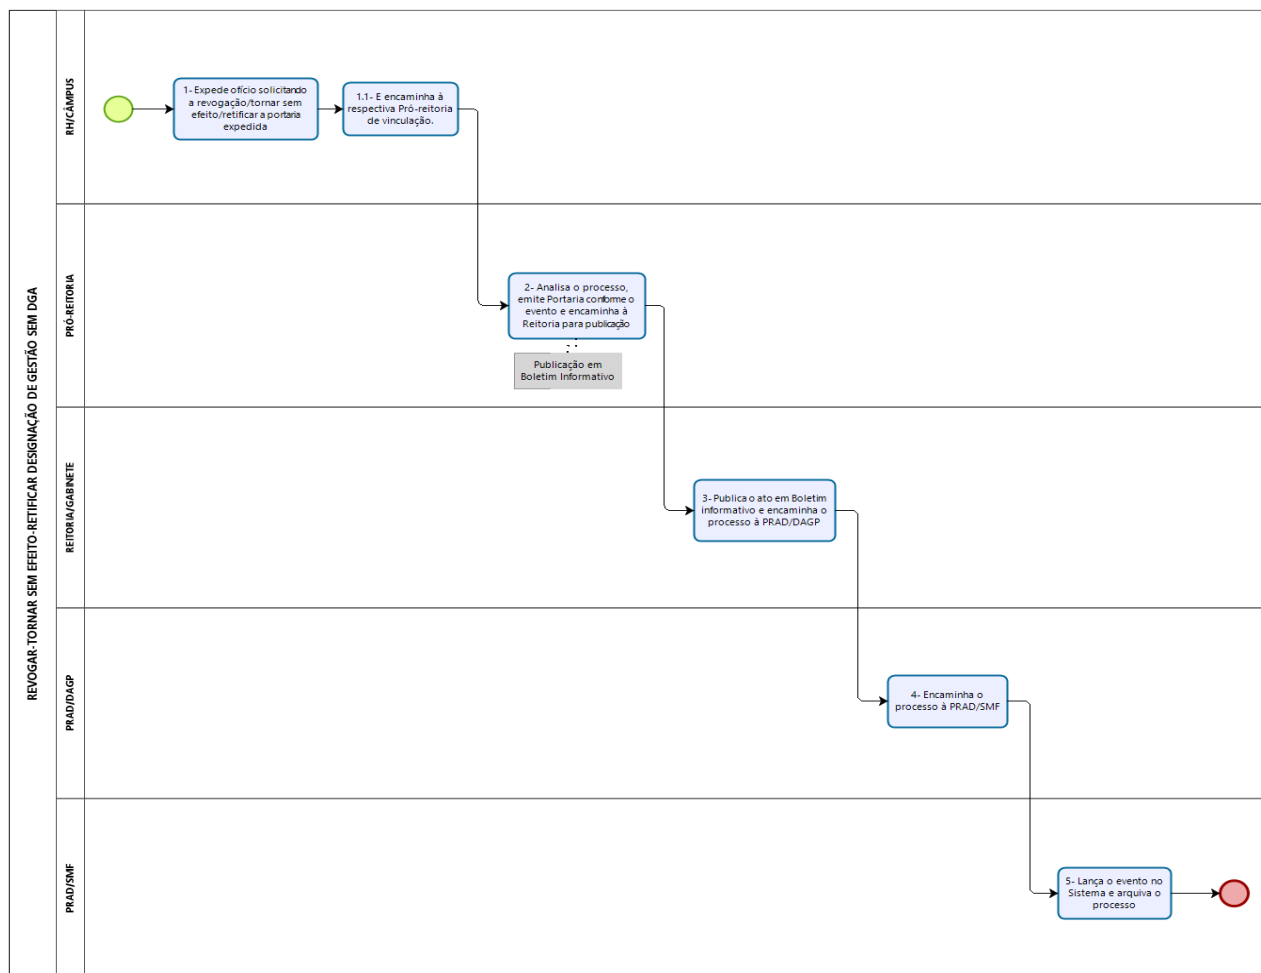 REVOGAR-TORNAR SEM EFEITO-RETIFICAR DESIGNAÇÃO DE GESTÃO SEM DGA
RH/CÂMPUS
1- Expede ofício solicitando
a revogação/tornar sem
efeito/retificar a portaria
expedida
1.1- E encaminha à
respectiva Pró-reitoria
de vinculação.
PRÓ-REITORIA
2- Analisa o processo,
emite Portaria conforme o
evento e encaminha à
Reitoria para publicação
Publicação em
Boletim Informativo
REITORIA/GABINETE
3- Publica o ato em Boletim
informativo e encaminha o
processo à PRAD/DAGP
PRAD/DAGP
4- Encaminha o
processo à PRAD/SMF
PRAD/SMF
5- Lança o evento no
Sistema e arquiva o
processo